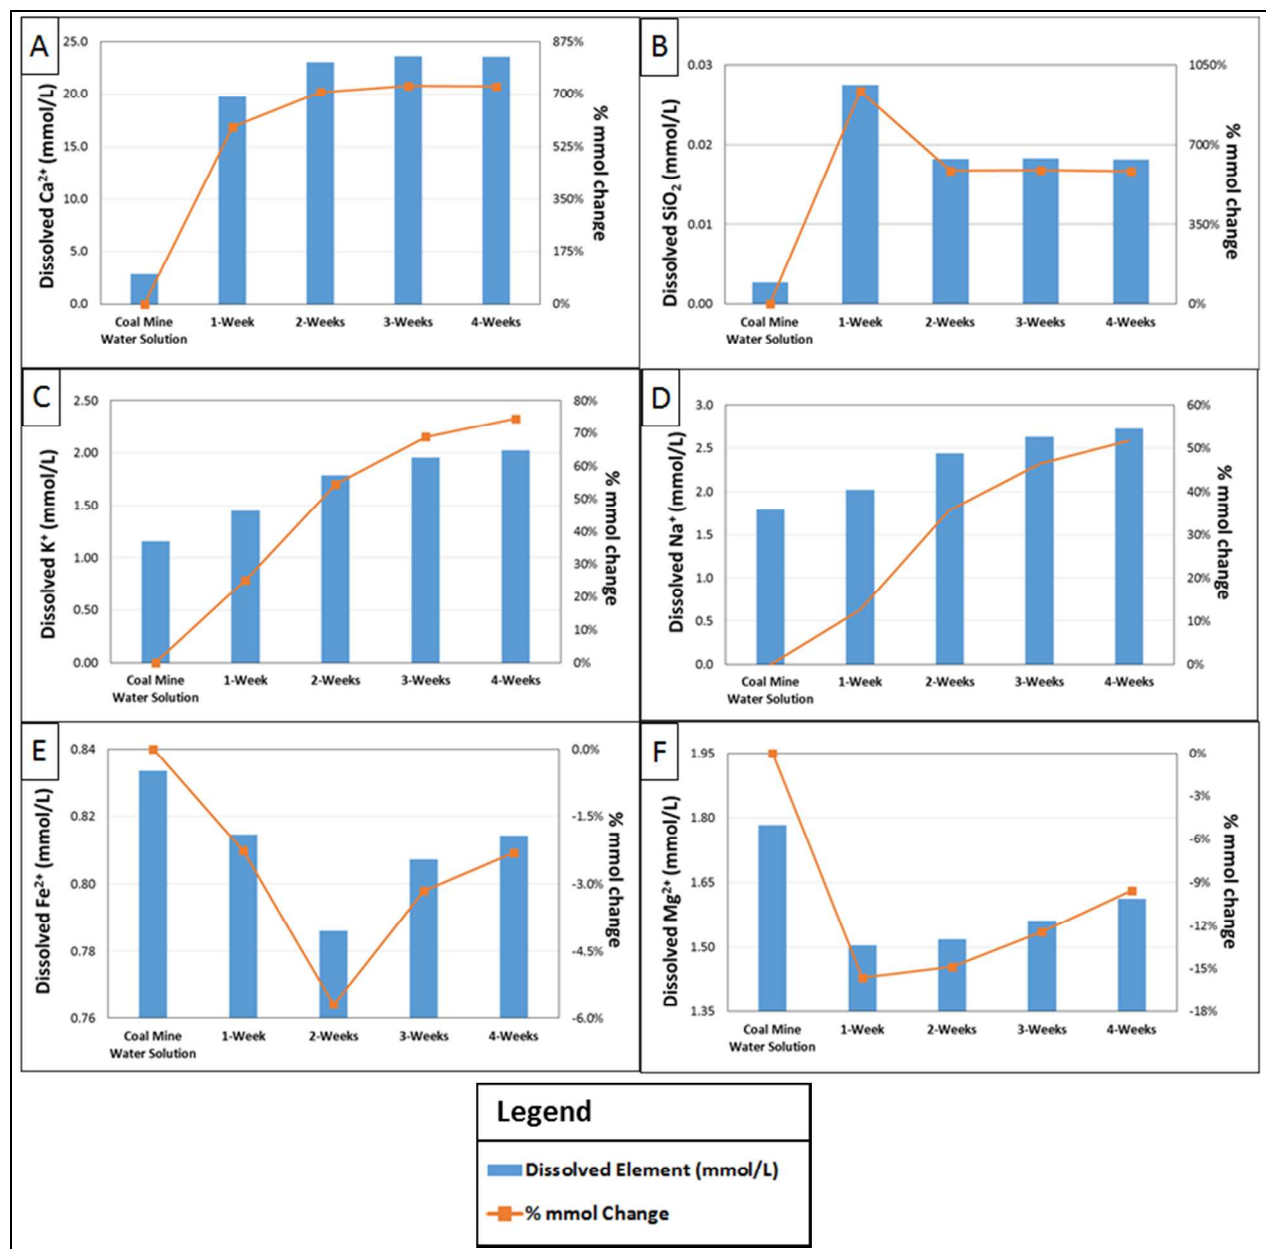 A
25.0
20.0
15.0
10.0
5.0
0.0
Dissolved Ca²⁺ (mmol/L)
875%
700%
525%
350%
175%
0%
% mmol change
Coal Mine
Water Solution
1-Week
2-Weeks
3-Weeks
4-Weeks
B
0.03
0.02
0.01
0.00
Dissolved SiO₂ (mmol/L)
1050%
700%
350%
0%
% mmol change
Coal Mine
Water Solution
1-Week
2-Weeks
3-Weeks
4-Weeks
C
2.50
2.00
1.50
1.00
0.50
0.00
Dissolved K⁺ (mmol/L)
80%
70%
60%
50%
40%
30%
20%
10%
0%
% mmol change
Coal Mine
Water Solution
1-Week
2-Weeks
3-Weeks
4-Weeks
D
3.0
2.5
2.0
1.5
1.0
0.5
0.0
Dissolved Na⁺ (mmol/L)
60%
50%
40%
30%
20%
10%
0%
% mmol change
Coal Mine
Water Solution
1-Week
2-Weeks
3-Weeks
4-Weeks
E
0.84
0.82
0.80
0.78
0.76
Dissolved Fe²⁺ (mmol/L)
0.0%
-1.5%
-3.0%
-4.5%
-6.0%
% mmol change
Coal Mine
Water Solution
1-Week
2-Weeks
3-Weeks
4-Weeks
F
1.95
1.80
1.65
1.50
1.35
Dissolved Mg²⁺ (mmol/L)
0%
-3%
-6%
-9%
-12%
-15%
-18%
% mmol change
Coal Mine
Water Solution
1-Week
2-Weeks
3-Weeks
4-Weeks
Legend
Dissolved Element (mmol/L)
% mmol Change